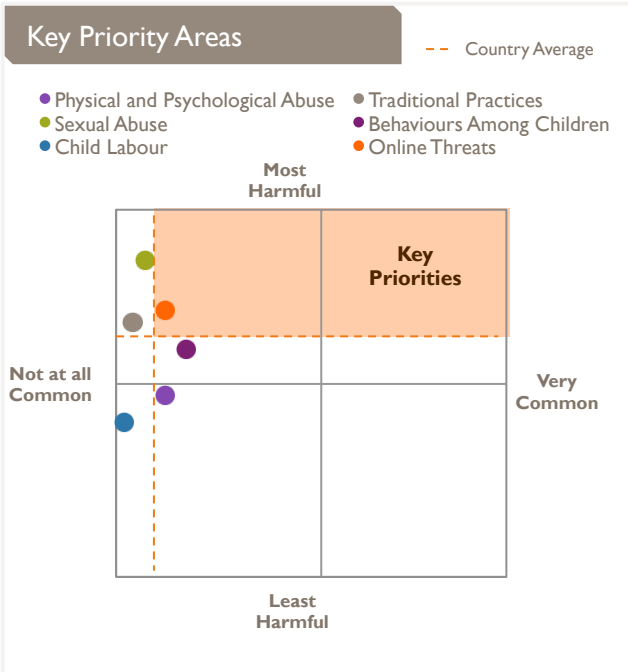 Key Priority Areas
Country Average
Physical and Psychological Abuse
Traditional Practices
Sexual Abuse
Behaviours Among Children
Child Labour
Online Threats
Most
Harmful
Key
Priorities
Not at all
Common
Very
Common
Least
Harmful